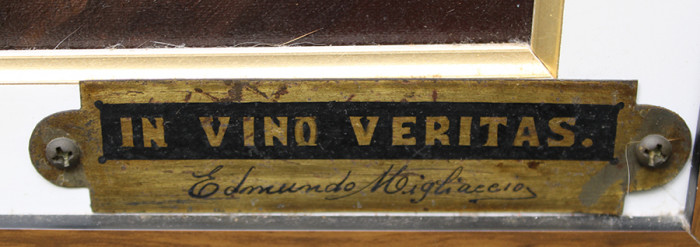 IN VINO VERITAS.
Edmundo Migliaccio